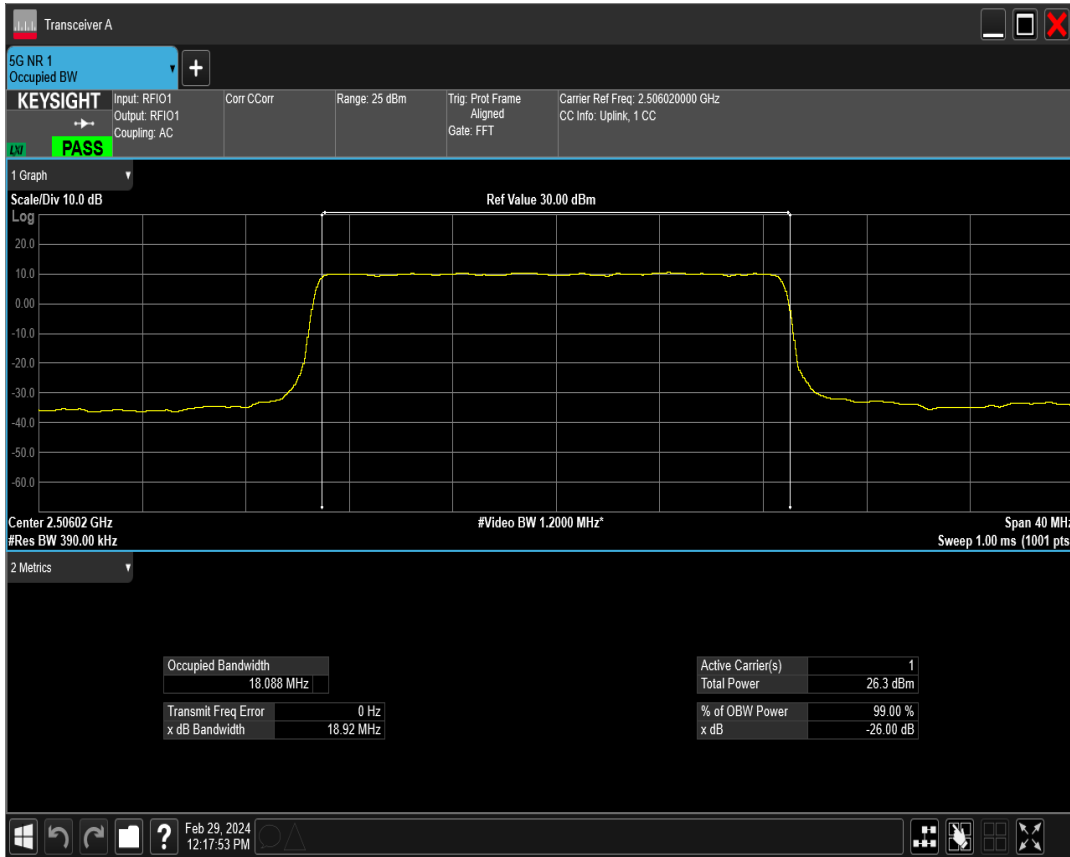 Transceiver A
5G NR 1
Occupied BW
+
KEYSIGHT
Input: RFIO1
Output: RFIO1
Coupling: AC
LXI
PASS
Corr CCorr
Range: 25 dBm
Trig: Prot Frame
Aligned
Gate: FFT
Carrier Ref Freq: 2.506020000 GHz
CC Info: Uplink, 1 CC
1 Graph
Scale/Div 10.0 dB
Ref Value 30.00 dBm
Log
20.0
10.0
0.00
-10.0
-20.0
-30.0
-40.0
-50.0
-60.0
Center 2.50602 GHz
#Video BW 1.2000 MHz*
Span 40 MHz
#Res BW 390.00 kHz
Sweep 1.00 ms (1001 pts
2 Metrics
Occupied Bandwidth
18.088 MHz
Transmit Freq Error 0 Hz
x dB Bandwidth 18.92 MHz
Active Carrier(s) 1
Total Power 26.3 dBm
% of OBW Power 99.00 %
x dB -26.00 dB
?
Feb 29, 2024
12:17:53 PM